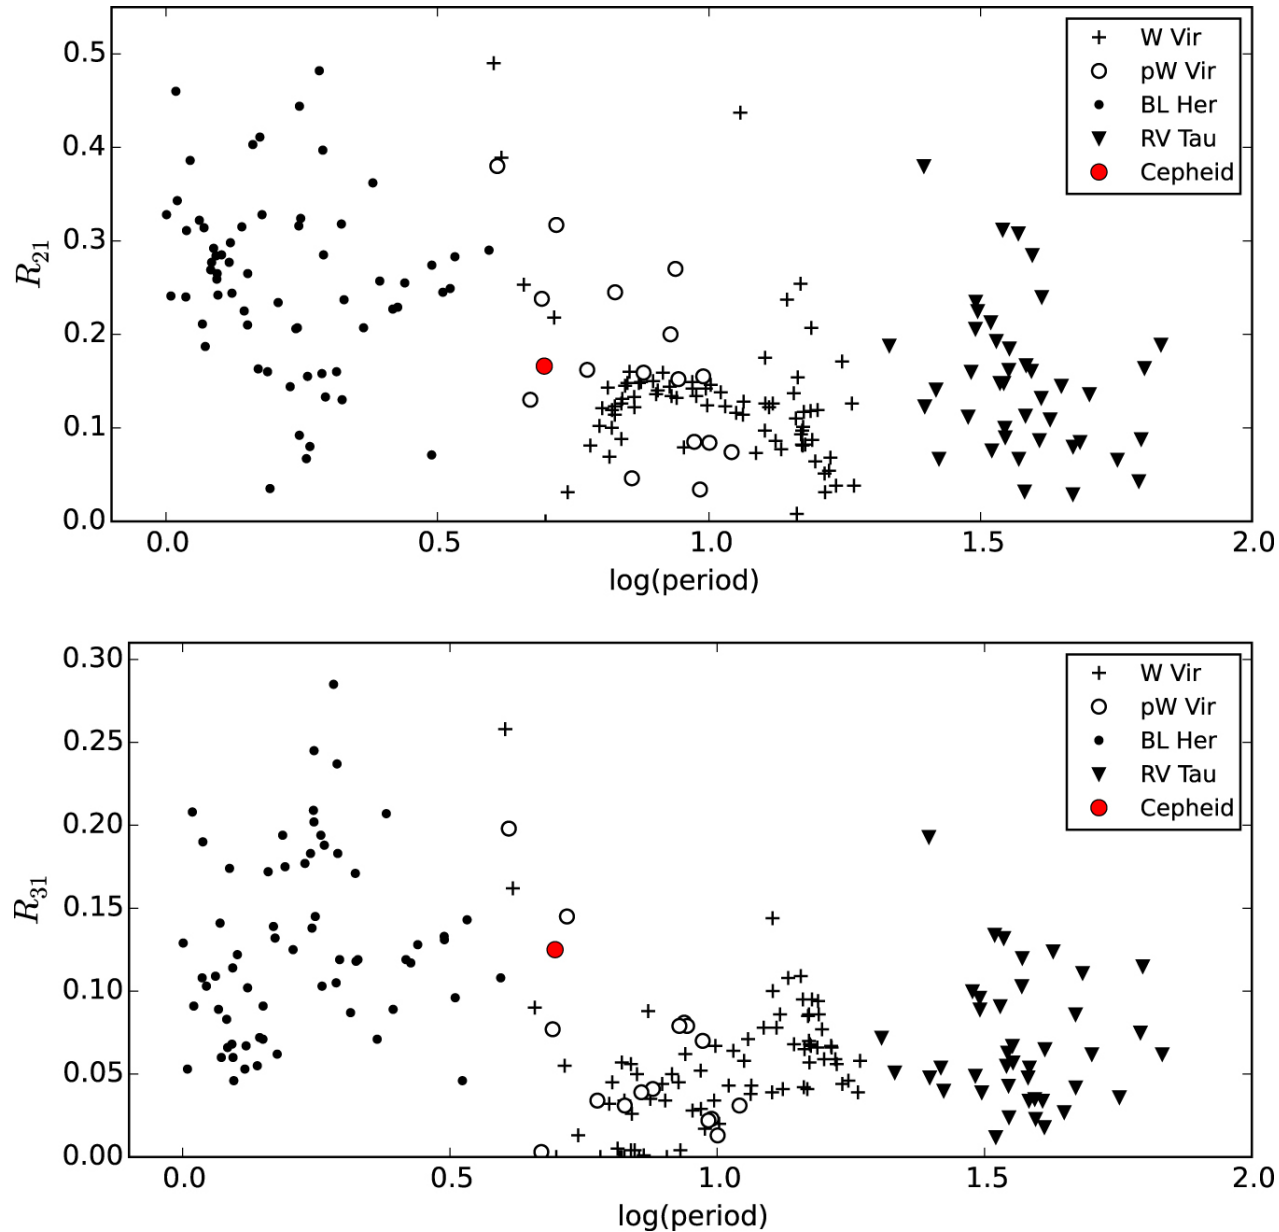 0.5
0.4
0.3
0.2
0.1
0.0
R21
W Vir
pW Vir
BL Her
RV Tau
Cepheid
0.0 0.5 1.0 1.5 2.0
log(period)
0.30
0.25
0.20
0.15
0.10
0.05
0.00
R31
W Vir
pW Vir
BL Her
RV Tau
Cepheid
0.0 0.5 1.0 1.5 2.0
log(period)